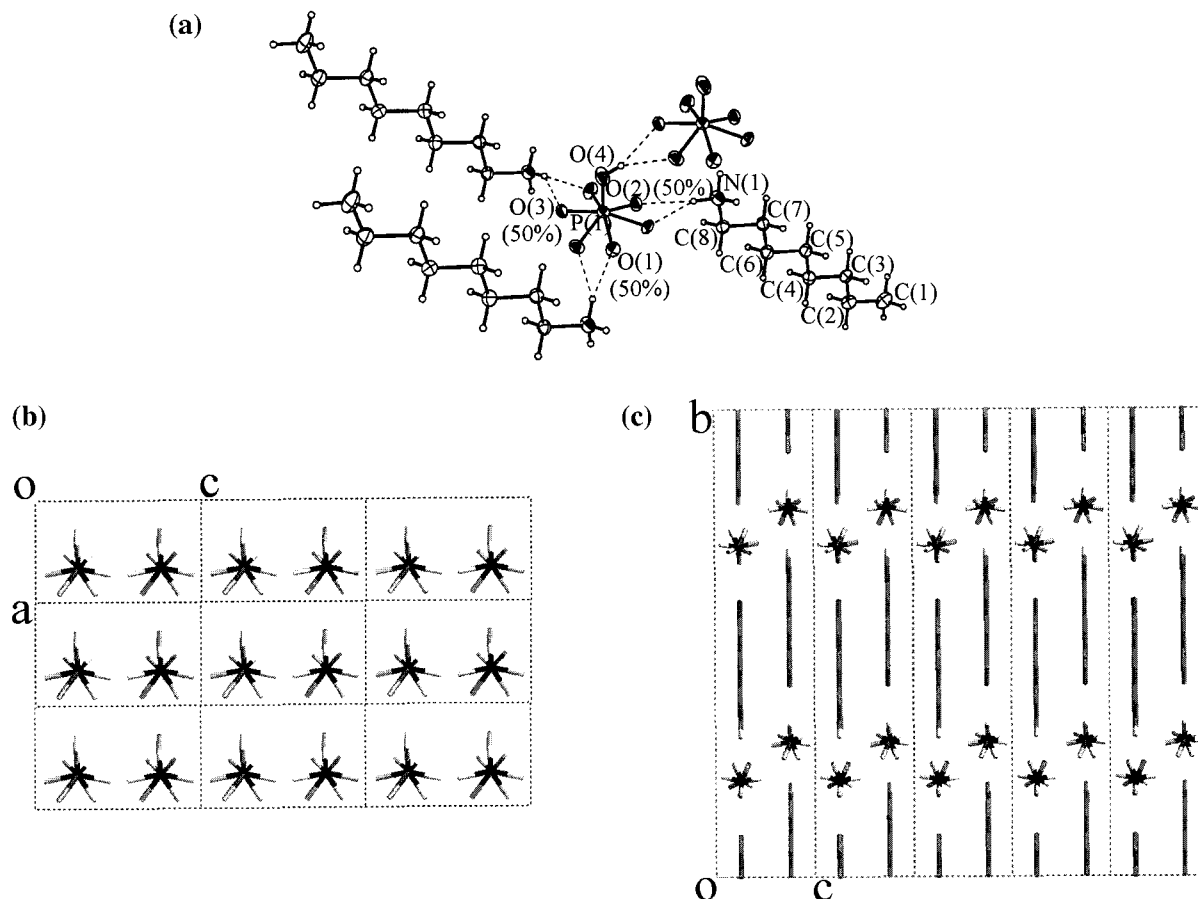 (a)
O(4)
O(2) (50%) N(1)
O(3) P(1) C(7)
(50%) C(8) C(5)
O(1) C(6) C(3)
(50%) C(4) C(1)
C(2)
(b)
(c)
b
o c
a
o c